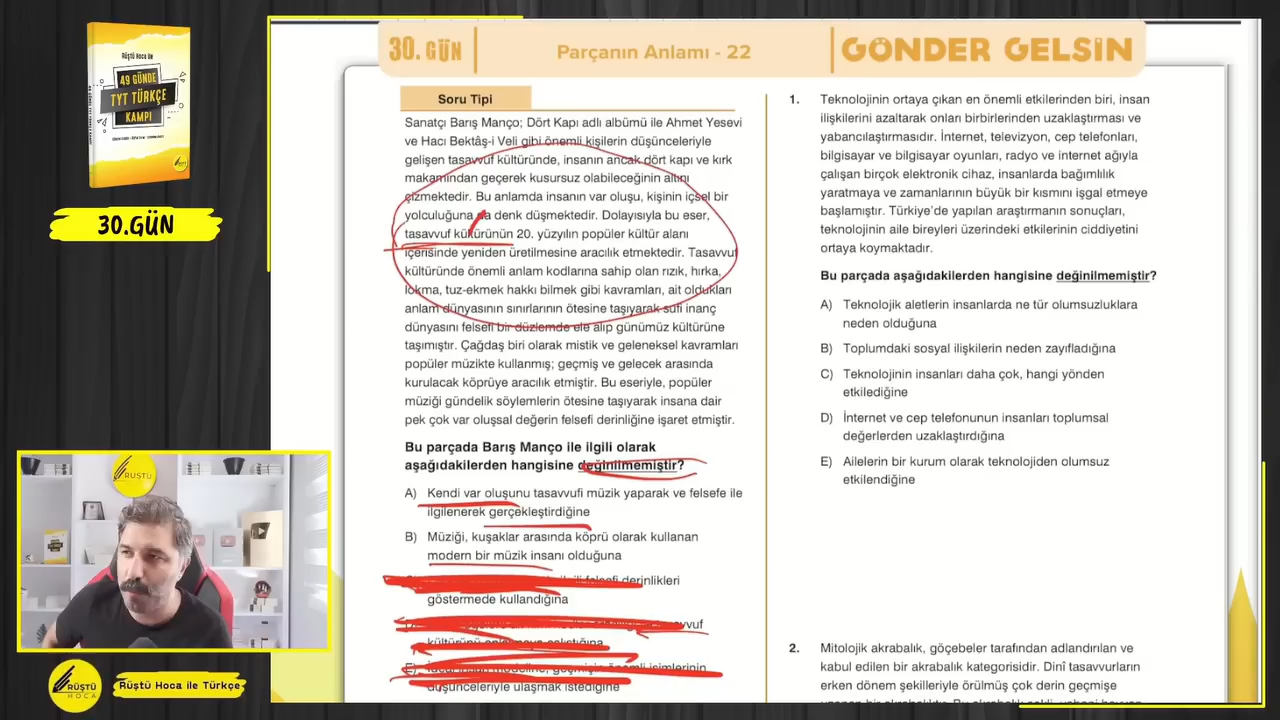 RÜŞTÜ HOCA İLE
49 GÜNDE
TYT TÜRKÇE
KAMPI
30.GÜN
30. GÜN
Parçanın Anlamı - 22
GÖNDER GELSİN
Soru Tipi
Sanatçı Barış Manço; Dört Kapı adlı albümü ile Ahmet Yesevi
ve Hacı Bektâş-i Veli gibi önemli kişilerin düşünceleriyle
gelişen tasavvuf kültüründe, insanın ancak dört kapı ve kırk
makamından geçerek kusursuz olabileceğinin altını
çizmektedir. Bu anlamda insanın var oluşu, kişinin içsel bir
yolculuğuna da denk düşmektedir. Dolayısıyla bu eser,
tasavvuf kültürünün 20. yüzyılın popüler kültür alanı
içerisinde yeniden üretilmesine aracılık etmektedir. Tasavvuf
kültüründe önemli anlam kodlarına sahip olan rızık, hırka,
lokma, tuz-ekmek hakkı bilmek gibi kavramları, ait oldukları
anlam dünyasının sınırlarının ötesine taşıyarak sufi inanç
dünyasını felsefi bir düzlemde ele alıp günümüz kültürüne
taşımıştır. Çağdaş biri olarak mistik ve geleneksel kavramları
popüler müzikte kullanmış; geçmiş ve gelecek arasında
kurulacak köprüye aracılık etmiştir. Bu eseriyle, popüler
müziği gündelik söylemlerin ötesine taşıyarak insana dair
pek çok var oluşsal değerin felsefi derinliğine işaret etmiştir.
Bu parçada Barış Manço ile ilgili olarak
aşağıdakilerden hangisine değinilmemiştir?
A) Kendi var oluşunu tasavvufi müzik yaparak ve felsefe ile
ilgilenerek gerçekleştirdiğine
B) Müziği, kuşaklar arasında köprü olarak kullanan
modern bir müzik insanı olduğuna
felsefi derinlikleri
göstermede kullandığına
kültürünü
E) geçmişte önemli isimlerinin
düşünceleriyle ulaşmak istediğine
1. Teknolojinin ortaya çıkan en önemli etkilerinden biri, insan
ilişkilerini azaltarak onları birbirlerinden uzaklaştırması ve
yabancılaştırmasıdır. İnternet, televizyon, cep telefonları,
bilgisayar ve bilgisayar oyunları, radyo ve internet ağıyla
çalışan birçok elektronik cihaz, insanlarda bağımlılık
yaratmaya ve zamanlarının büyük bir kısmını işgal etmeye
başlamıştır. Türkiye'de yapılan araştırmanın sonuçları,
teknolojinin aile bireyleri üzerindeki etkilerinin ciddiyetini
ortaya koymaktadır.
Bu parçada aşağıdakilerden hangisine değinilmemiştir?
A) Teknolojik aletlerin insanlarda ne tür olumsuzluklara
neden olduğuna
B) Toplumdaki sosyal ilişkilerin neden zayıfladığına
C) Teknolojinin insanları daha çok, hangi yönden
etkilediğine
D) İnternet ve cep telefonunun insanları toplumsal
değerlerden uzaklaştırdığına
E) Ailelerin bir kurum olarak teknolojiden olumsuz
etkilendiğine
2. Mitolojik akrabalık, göçebeler tarafından adlandırılan ve
kabul edilen bir akrabalık kategorisidir. Dinî tasavvurların
erken dönem şekilleriyle örülmüş çok derin geçmişe
RÜŞTÜ
RÜŞTÜ
HOCA
Rüştü Hoca ile Türkçe